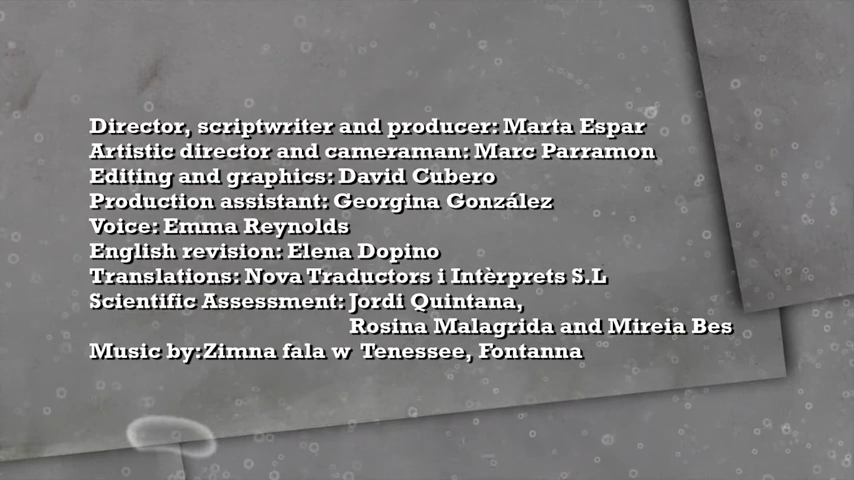 Director, scriptwriter and producer: Marta Espar
Artistic director and cameraman: Marc Parramon
Editing and graphics: David Cubero
Production assistant: Georgina González
Voice: Emma Reynolds
English revision: Elena Dopino
Translations: Nova Traductors i Intèrprets S.L
Scientific Assessment: Jordi Quintana,
Rosina Malagrida and Mireia Bes
Music by:Zimna fala w Tenessee, Fontanna